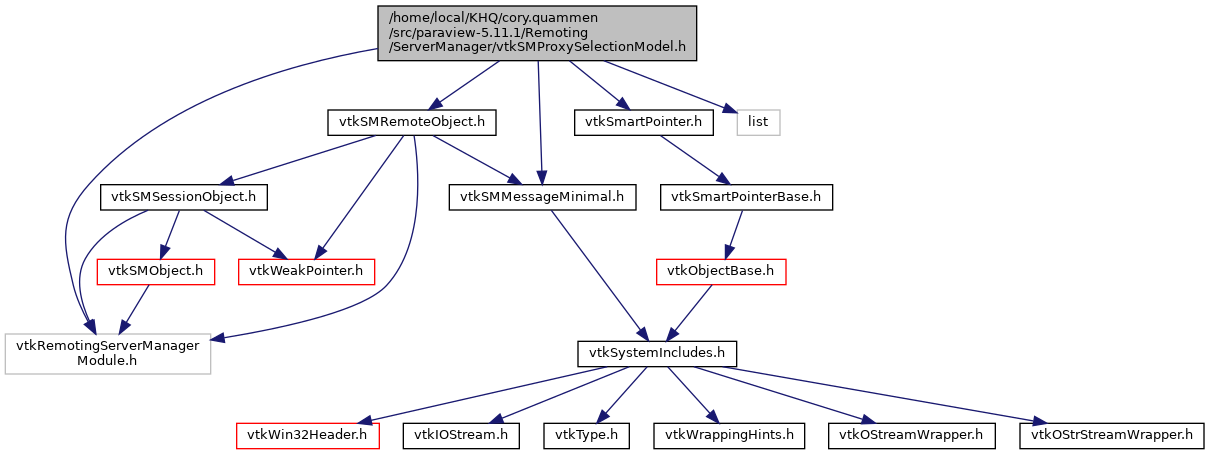 /home/local/KHQ/cory.quammen
/src/paraview-5.11.1/Remoting
/ServerManager/vtkSMProxySelectionModel.h
vtkSMRemoteObject.h
vtkSmartPointer.h
list
vtkSMSessionObject.h
vtkSMMessageMinimal.h
vtkSmartPointerBase.h
vtkSMObject.h
vtkWeakPointer.h
vtkObjectBase.h
vtkRemotingServerManager
Module.h
vtkSystemIncludes.h
vtkWin32Header.h
vtkIOStream.h
vtkType.h
vtkWrappingHints.h
vtkOStreamWrapper.h
vtkOStrStreamWrapper.h